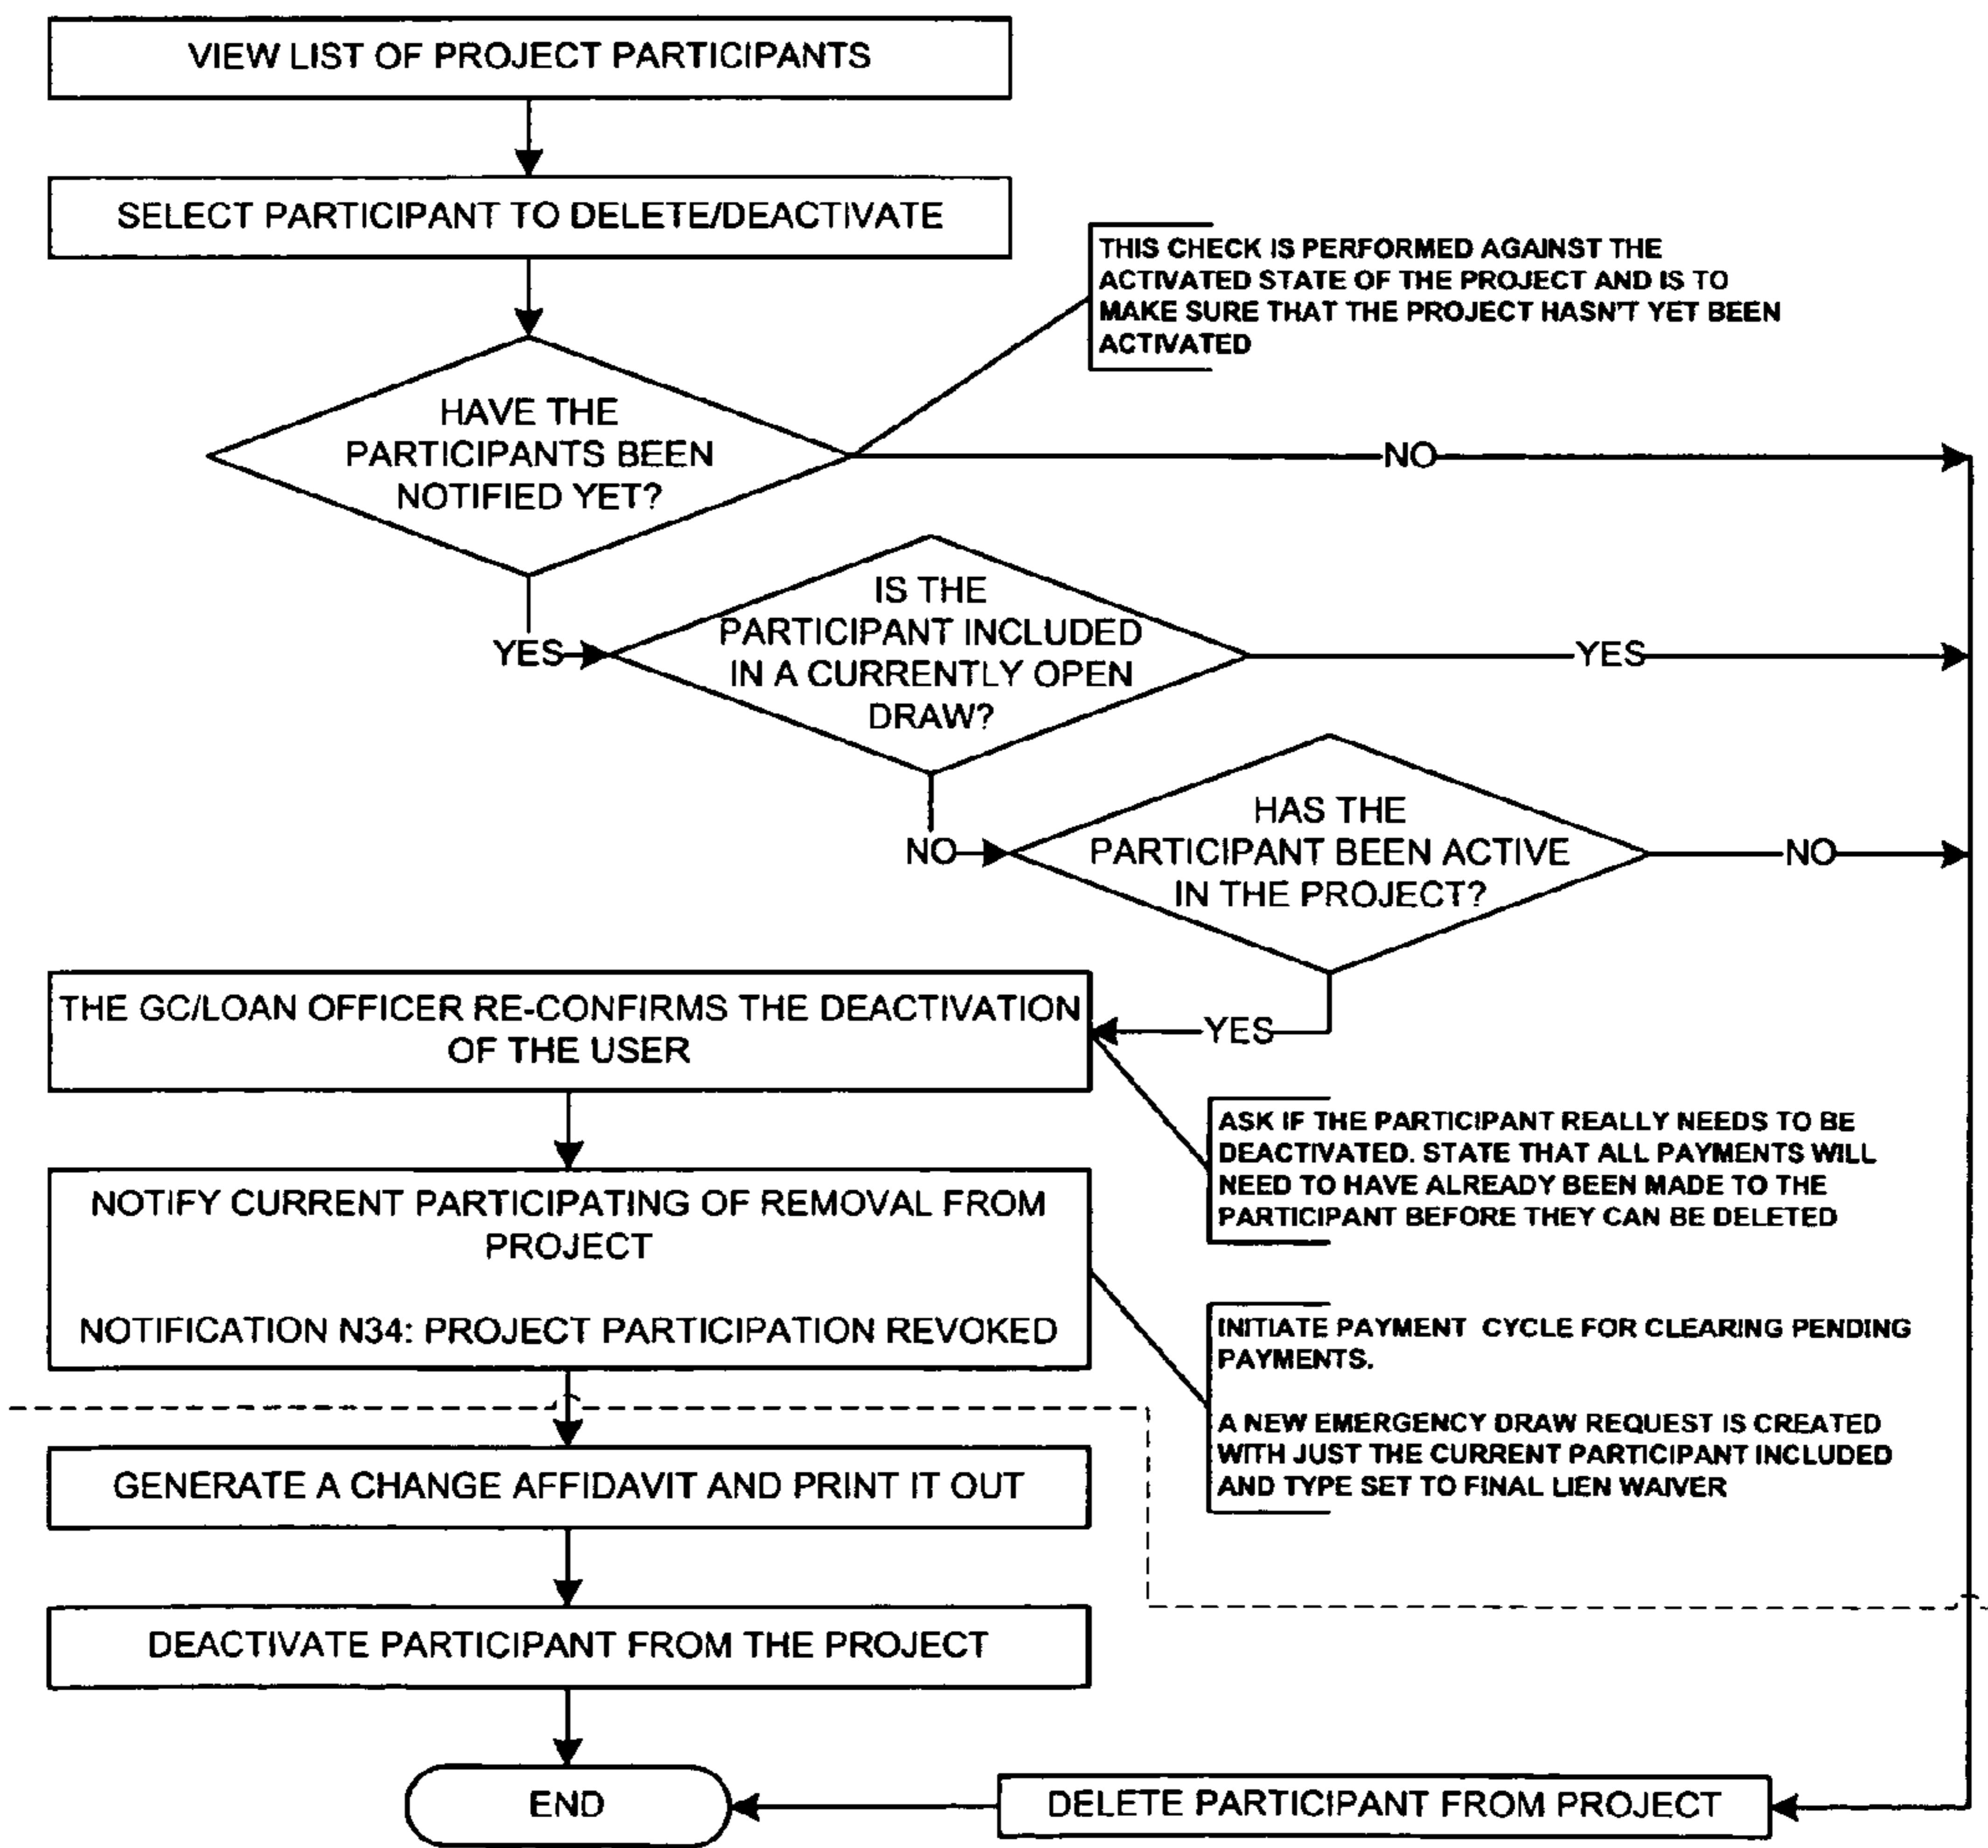 VIEW LIST OF PROJECT PARTICIPANTS
SELECT PARTICIPANT TO DELETE/DEACTIVATE
THIS CHECK IS PERFORMED AGAINST THE
ACTIVATED STATE OF THE PROJECT AND IS TO
MAKE SURE THAT THE PROJECT HASN'T YET BEEN
ACTIVATED
HAVE THE
PARTICIPANTS BEEN
NOTIFIED YET?
NO
YES
IS THE
PARTICIPANT INCLUDED
IN A CURRENTLY OPEN
DRAW?
YES
NO
HAS THE
PARTICIPANT BEEN ACTIVE
IN THE PROJECT?
NO
YES
THE GC/LOAN OFFICER RE-CONFIRMS THE DEACTIVATION
OF THE USER
ASK IF THE PARTICIPANT REALLY NEEDS TO BE
DEACTIVATED. STATE THAT ALL PAYMENTS WILL
NEED TO HAVE ALREADY BEEN MADE TO THE
PARTICIPANT BEFORE THEY CAN BE DELETED
NOTIFY CURRENT PARTICIPATING OF REMOVAL FROM
PROJECT
NOTIFICATION N34: PROJECT PARTICIPATION REVOKED
INITIATE PAYMENT CYCLE FOR CLEARING PENDING
PAYMENTS.
A NEW EMERGENCY DRAW REQUEST IS CREATED
WITH JUST THE CURRENT PARTICIPANT INCLUDED
AND TYPE SET TO FINAL LIEN WAIVER
GENERATE A CHANGE AFFIDAVIT AND PRINT IT OUT
DEACTIVATE PARTICIPANT FROM THE PROJECT
END
DELETE PARTICIPANT FROM PROJECT